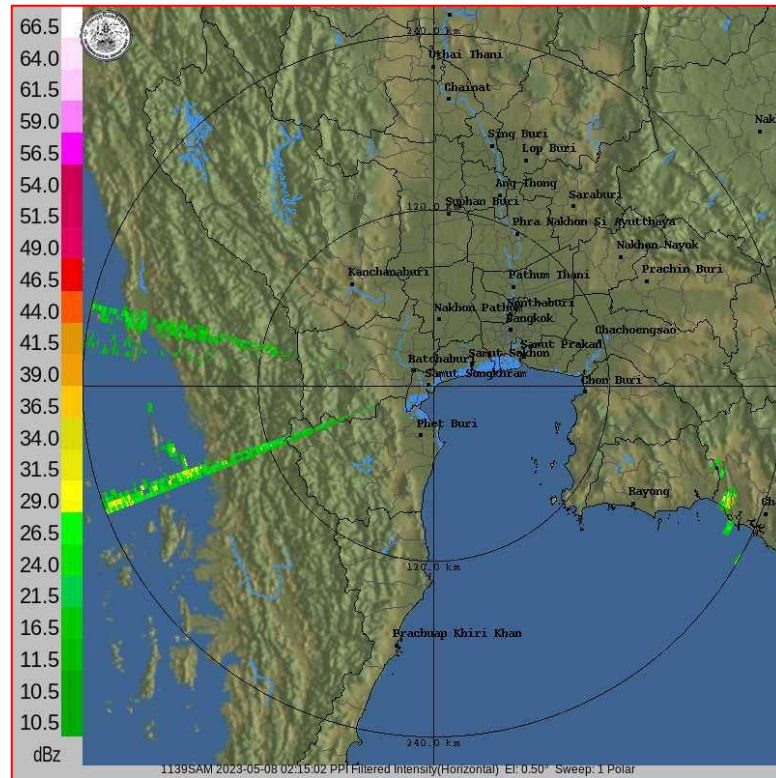 66.5
64.0
61.5
59.0
56.5
54.0
51.5
49.0
46.5
44.0
41.5
39.0
36.5
34.0
31.5
29.0
26.5
24.0
21.5
16.5
11.5
10.5
10.5
dBz
240.0 km
Uthai Thani
Chainat
Nak
Sing Buri
Lop Buri
Ang Thong
Saraburi
120.0 km
Suphan Buri
Phra Nakhon Si Ayutthaya
Nakhon Nayok
Kanchanaburi
Pathum Thani
Prachin Buri
Nonthaburi
Nakhon Pathom
Bangkok
Chachoengsao
Samut Prakan
Samut Sakhon
Ratchaburi
Samut Songkhram
Chon Buri
Phet Buri
Rayong
Cha
120.0 km
Prachuap Khiri Khan
240.0 km
1139SAM 2023-05-08 02:15:02 PPI Filtered Intensity(Horizontal) El: 0.50° Sweep: 1 Polar